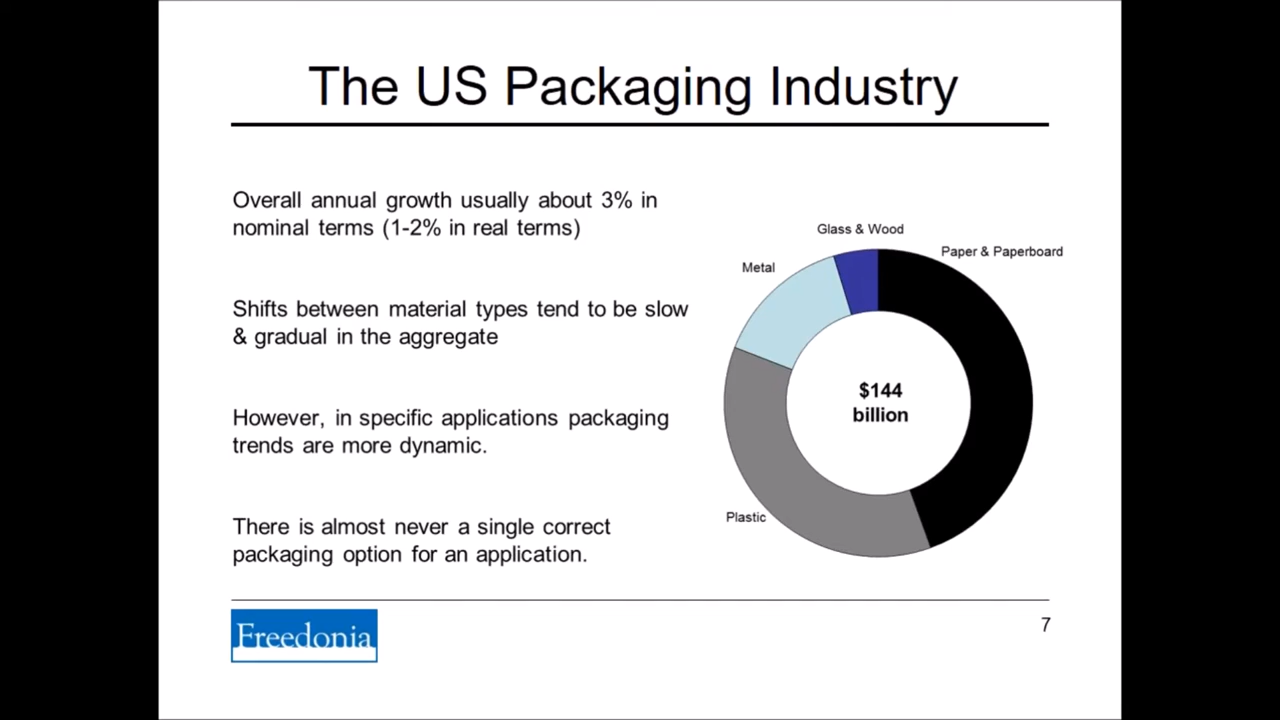 The US Packaging Industry
Overall annual growth usually about 3% in
nominal terms (1-2% in real terms)
Shifts between material types tend to be slow
& gradual in the aggregate
However, in specific applications packaging
trends are more dynamic.
There is almost never a single correct
packaging option for an application.
Glass & Wood
Paper & Paperboard
Metal
$144
billion
Plastic
Freedonia
7